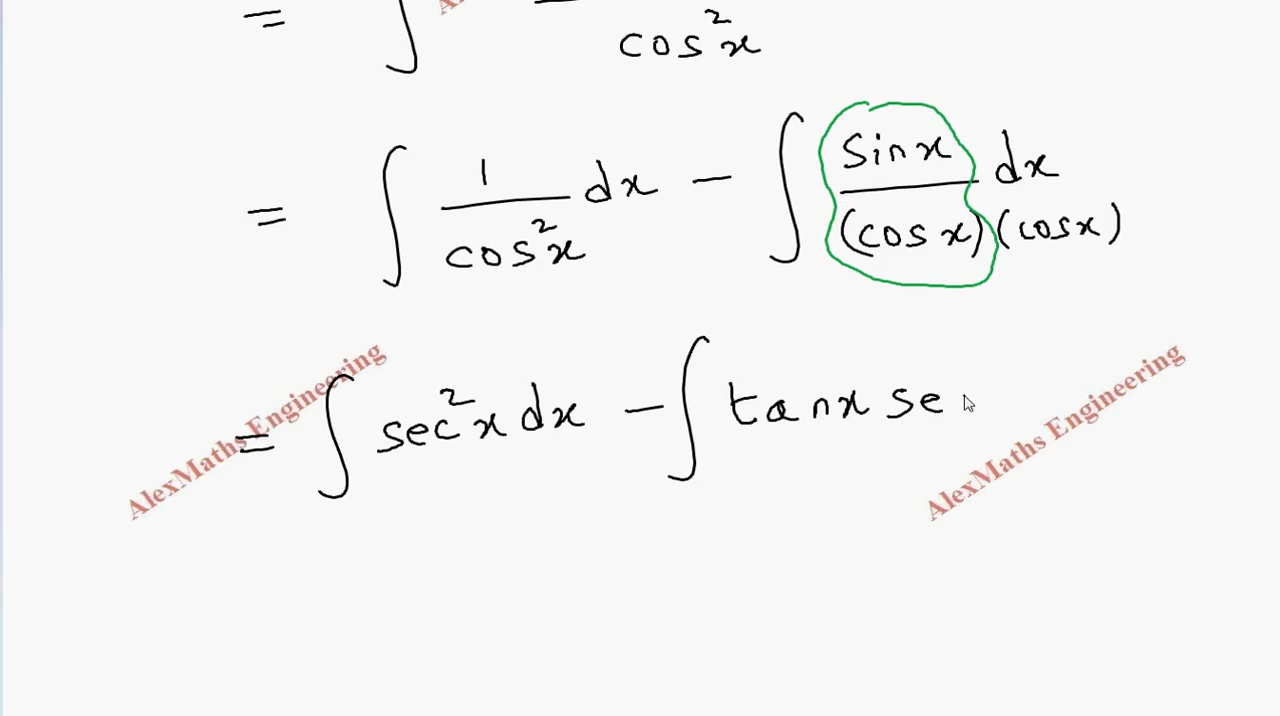 = ∫ cos²x
= ∫ 1/cos²x dx − ∫ sinx/(cosx)(cosx) dx
= ∫ sec²x dx − ∫ tanx se
AlexMaths Engineering
AlexMaths Engineering